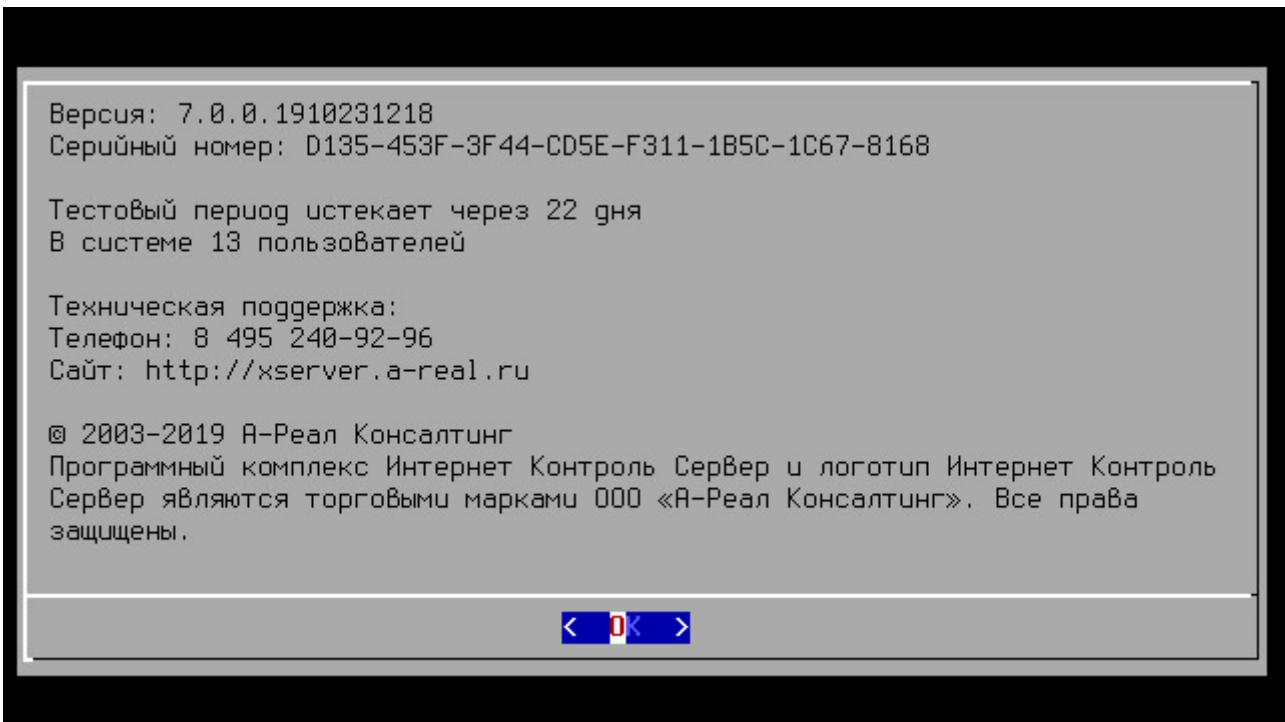 Версия: 7.0.0.1910231218
Серийный номер: D135-453F-3F44-CD5E-F311-1B5C-1C67-8168
Тестовый период истекает через 22 дня
В системе 13 пользователей
Техническая поддержка:
Телефон: 8 495 240-92-96
Сайт: http://xserver.a-real.ru
© 2003-2019 А-Реал Консалтинг
Программный комплекс Интернет Контроль Сервер и логотип Интернет Контроль
Сервер являются торговыми марками ООО «А-Реал Консалтинг». Все права
защищены.
< OK >